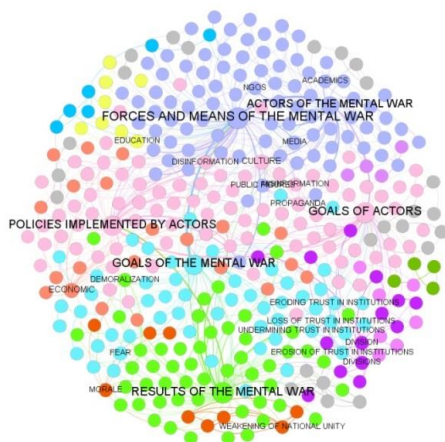 NGOS
ACADEMICS
ACTORS OF THE MENTAL WAR
FORCES AND MEANS OF THE MENTAL WAR
EDUCATION
MEDIA
DISINFORMATION
CULTURE
PUBLIC
PROPAGANDA
GOALS OF ACTORS
POLICIES IMPLEMENTED BY ACTORS
GOALS OF THE MENTAL WAR
DEMORALIZATION
ECONOMIC
ERODING TRUST IN INSTITUTIONS
LOSS OF TRUST IN INSTITUTIONS
UNDERMINING TRUST IN INSTITUTIONS
DIVISION
FEAR
EROSION OF TRUST IN INSTITUTIONS
DIVISIONS
MORALE
RESULTS OF THE MENTAL WAR
WEAKENING OF NATIONAL UNITY